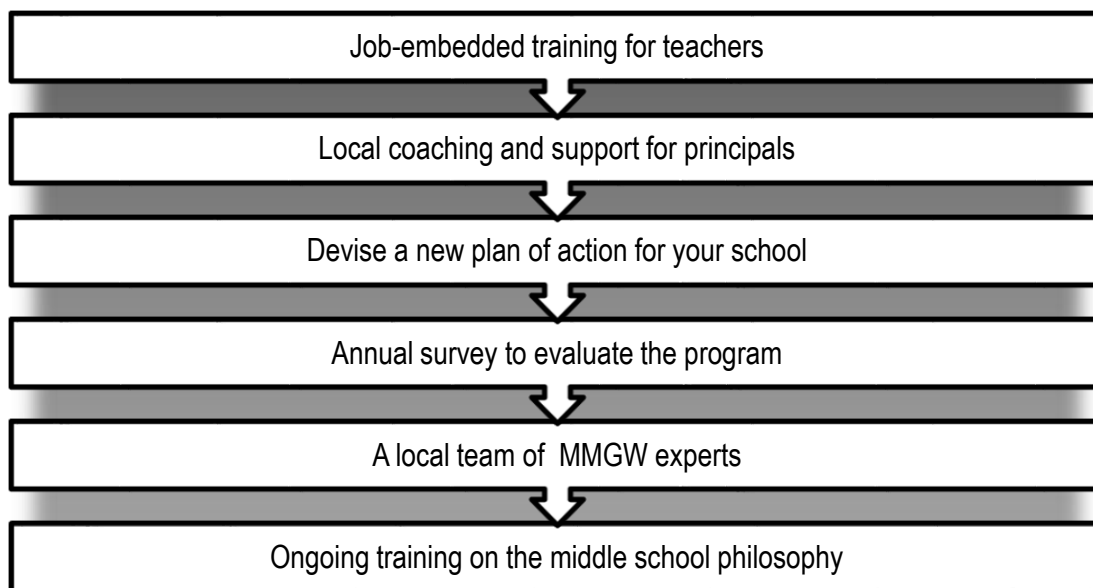 Job-embedded training for teachers
Local coaching and support for principals
Devise a new plan of action for your school
Annual survey to evaluate the program
A local team of  MMGW experts
Ongoing training on the middle school philosophy